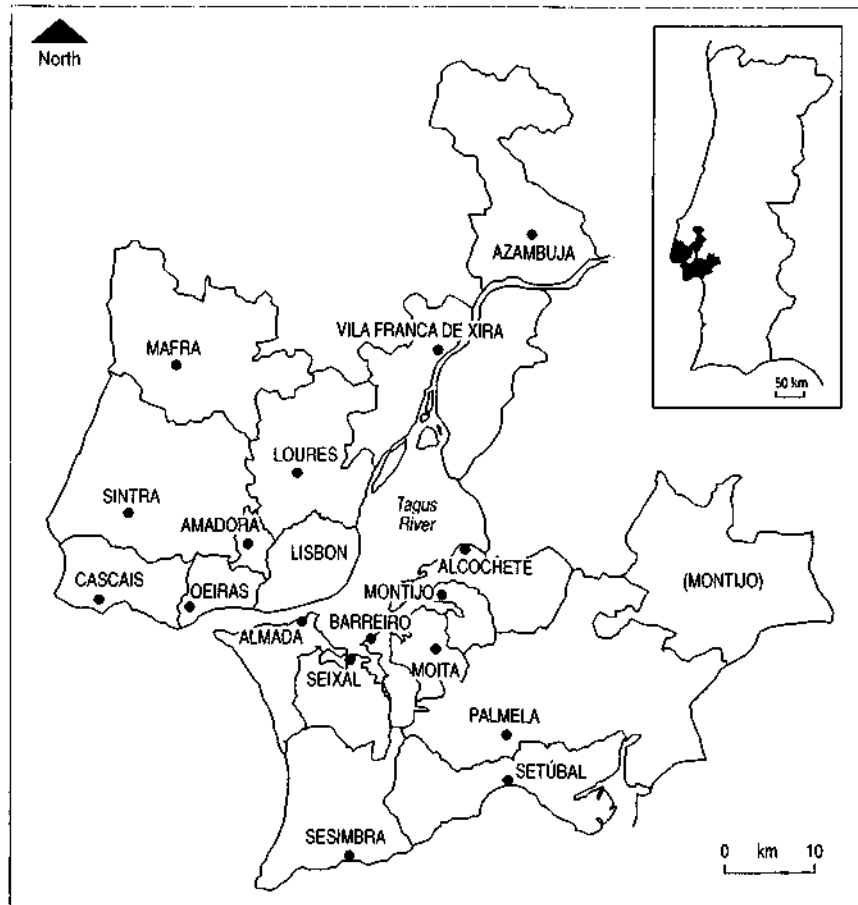 North
AZAMBUJA
50 km
VILA FRANCA DE XIRA
MAFRA
LOURES
SINTRA
Tagus
River
AMADORA
LISBON
ALCOCHETE
CASCAIS
OEIRAS
MONTIJO
(MONTIJO)
BARREIRO
ALMADA
MOITA
SEIXAL
PALMELA
SETÚBAL
SESIMBRA
0 km 10